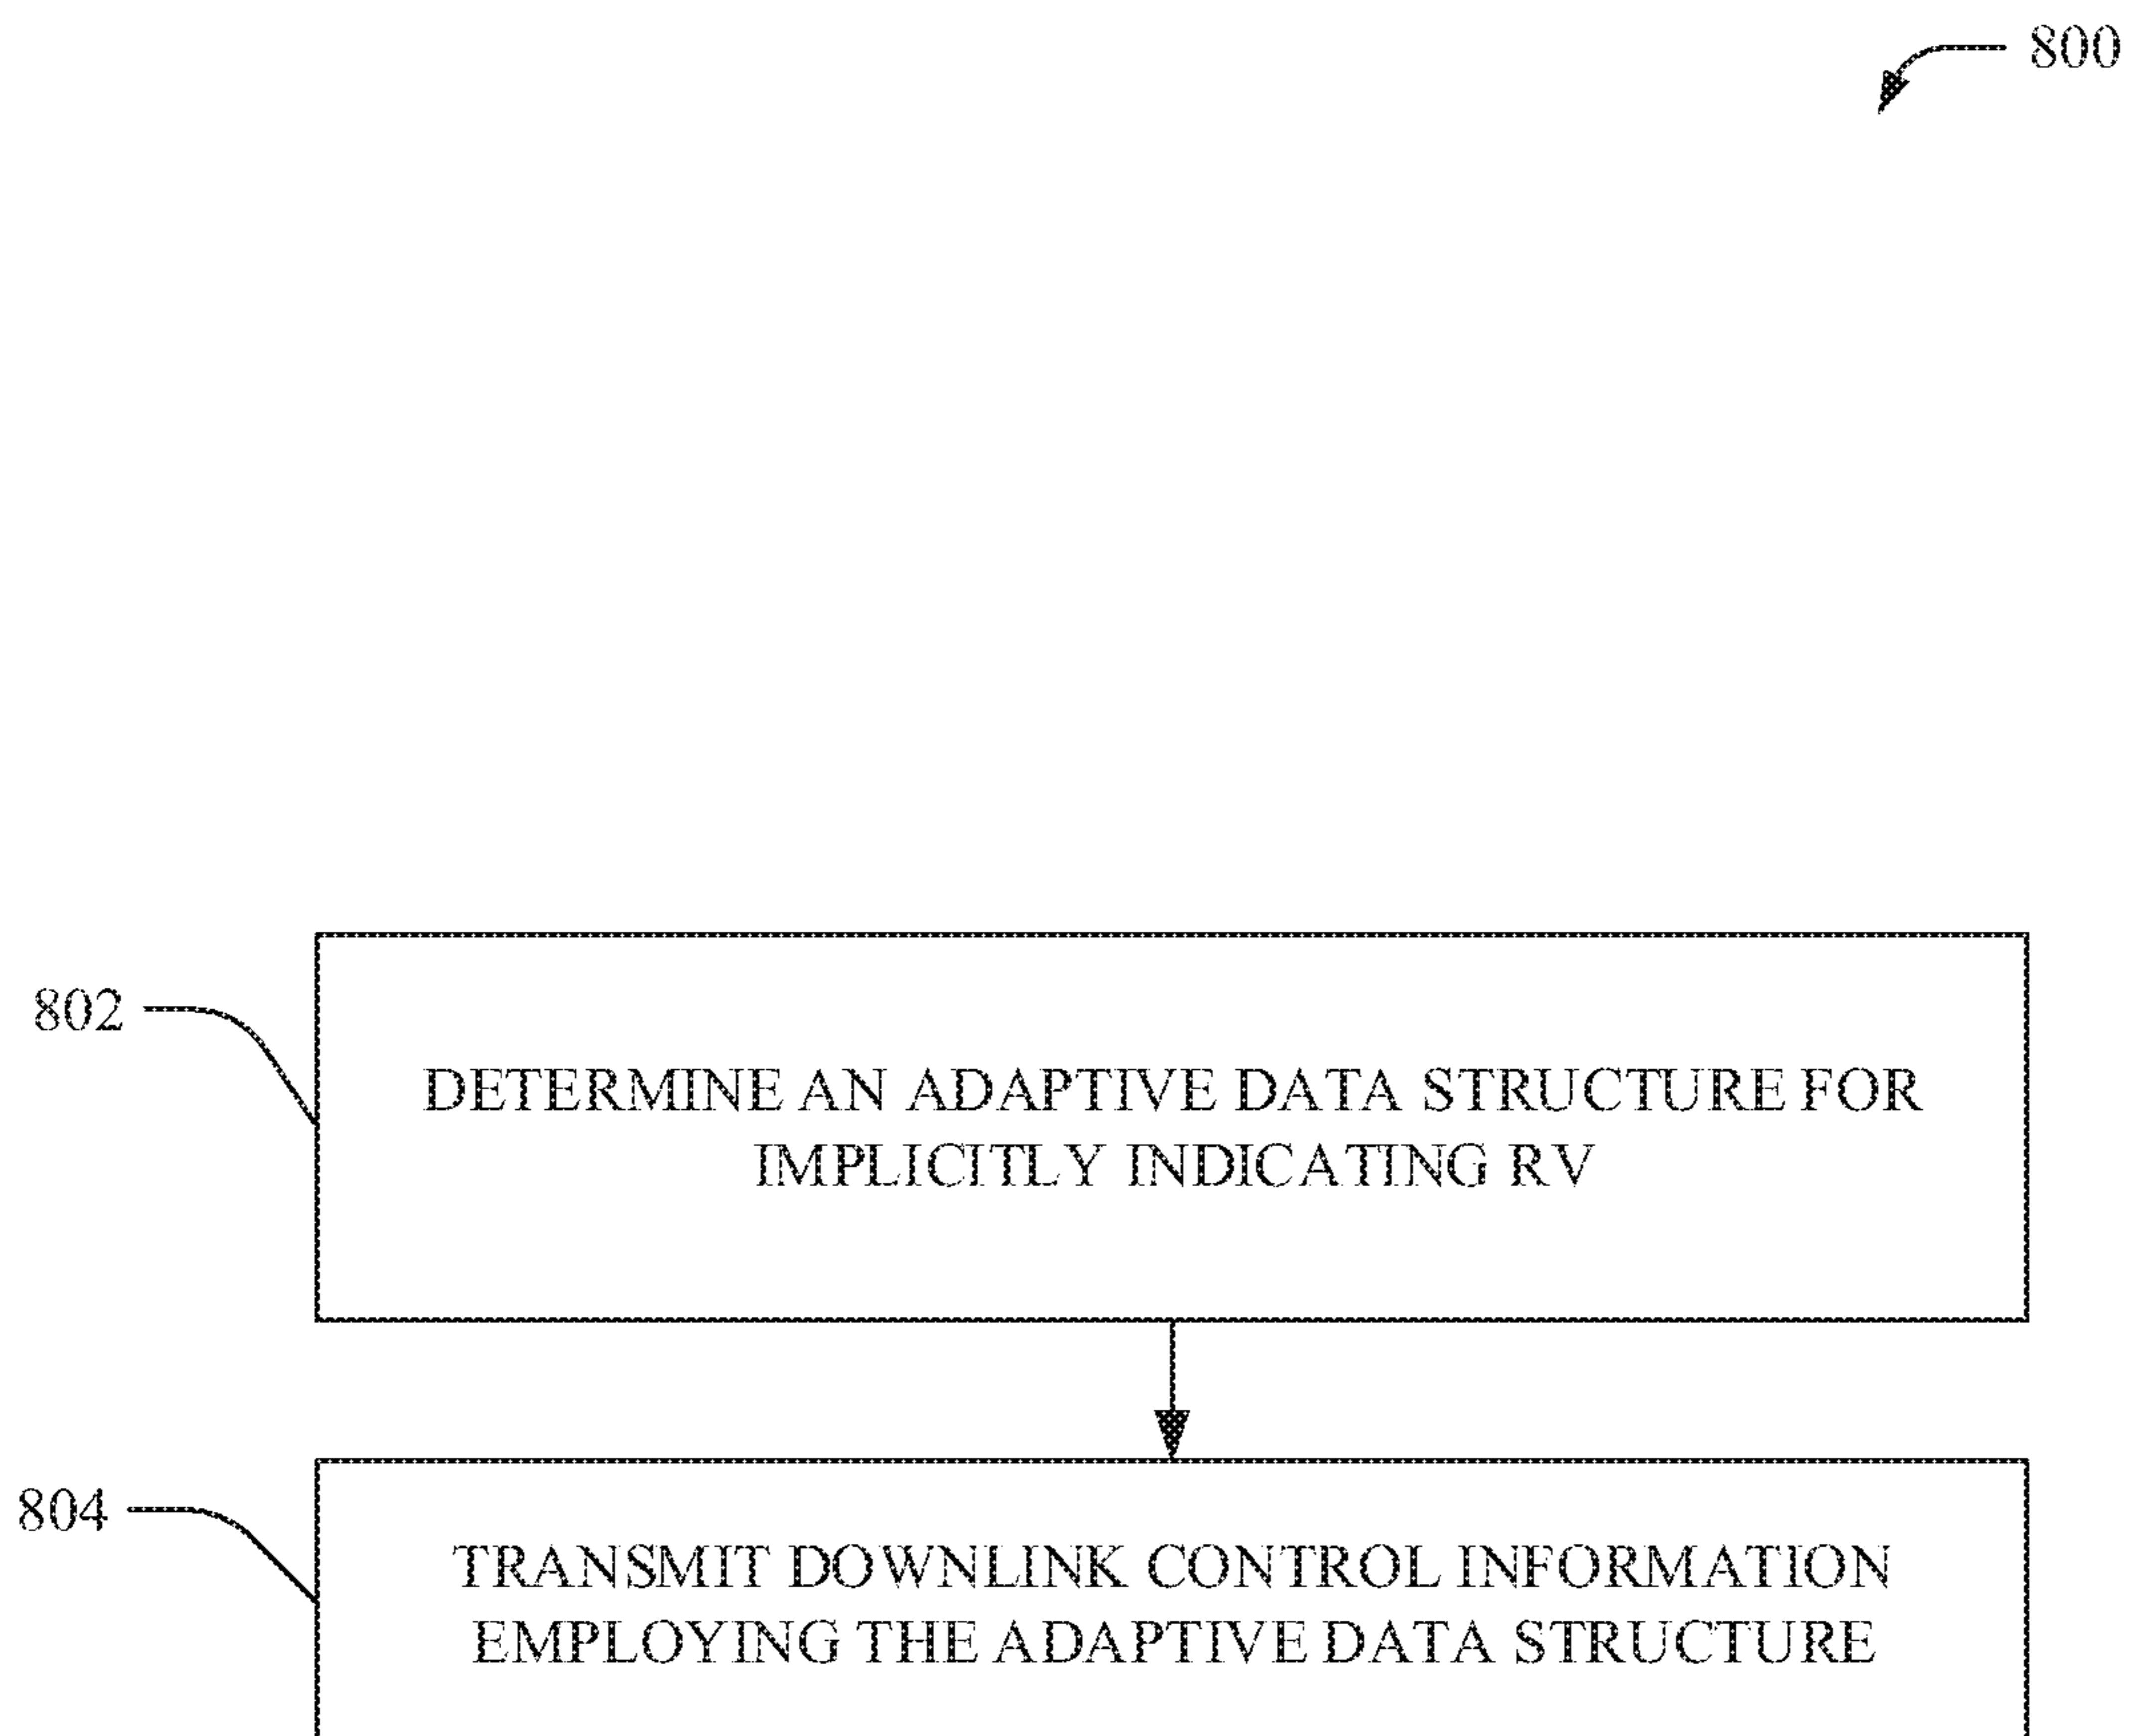 800
802
DETERMINE AN ADAPTIVE DATA STRUCTURE FOR
IMPLICITLY INDICATING RV
804
TRANSMIT DOWNLINK CONTROL INFORMATION
EMPLOYING THE ADAPTIVE DATA STRUCTURE